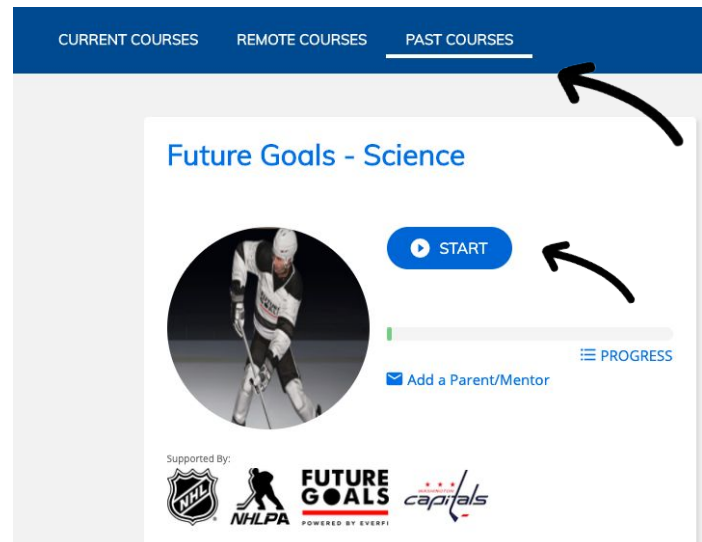 CURRENT COURSES REMOTE COURSES PAST COURSES
Future Goals - Science
START
PROGRESS
Add a Parent/Mentor
Supported By:
NHL
NHLPA
FUTURE
GOALS
POWERED BY EVERFI
WASHINGTON
capitals